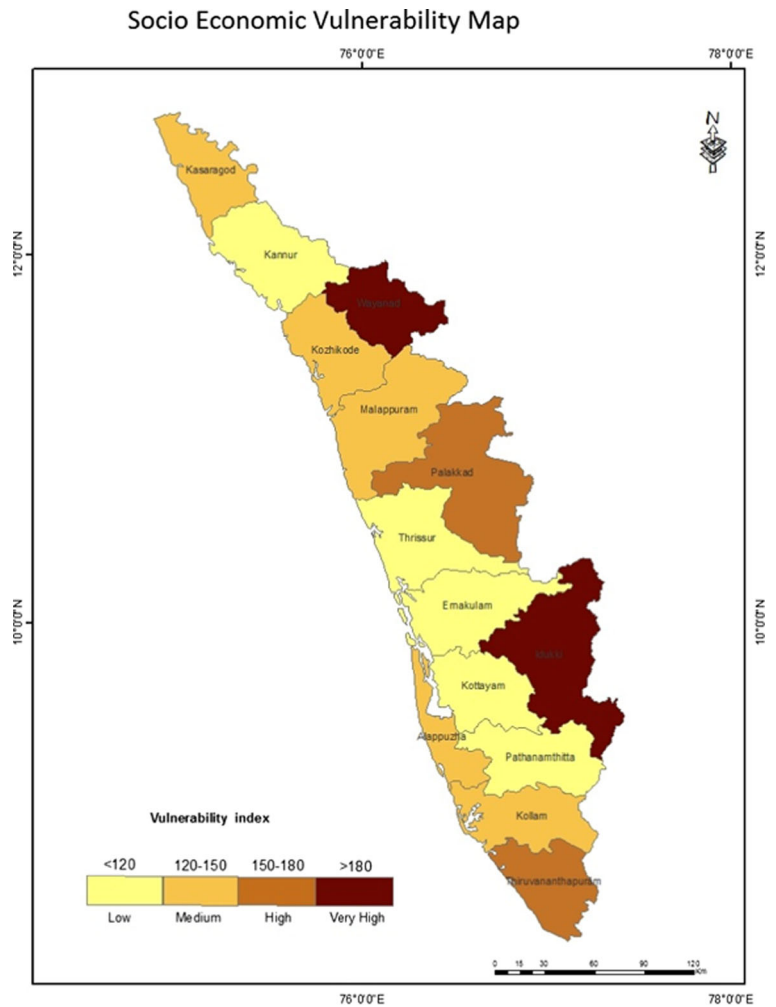 Socio Economic Vulnerability Map
76°0'0"E
78°0'0"E
N
Kasaragod
12°0'0"N
12°0'0"N
Kannur
Wayanad
Kozhikode
Malappuram
Palakkad
Thrissur
Ernakulam
10°0'0"N
10°0'0"N
Idukki
Kottayam
Alappuzha
Pathanamthitta
Kollam
Thiruvananthapuram
Vulnerability index
<120 120-150 150-180 >180
Low Medium High Very High
0 15 30 60 90 120
Km
76°0'0"E
78°0'0"E